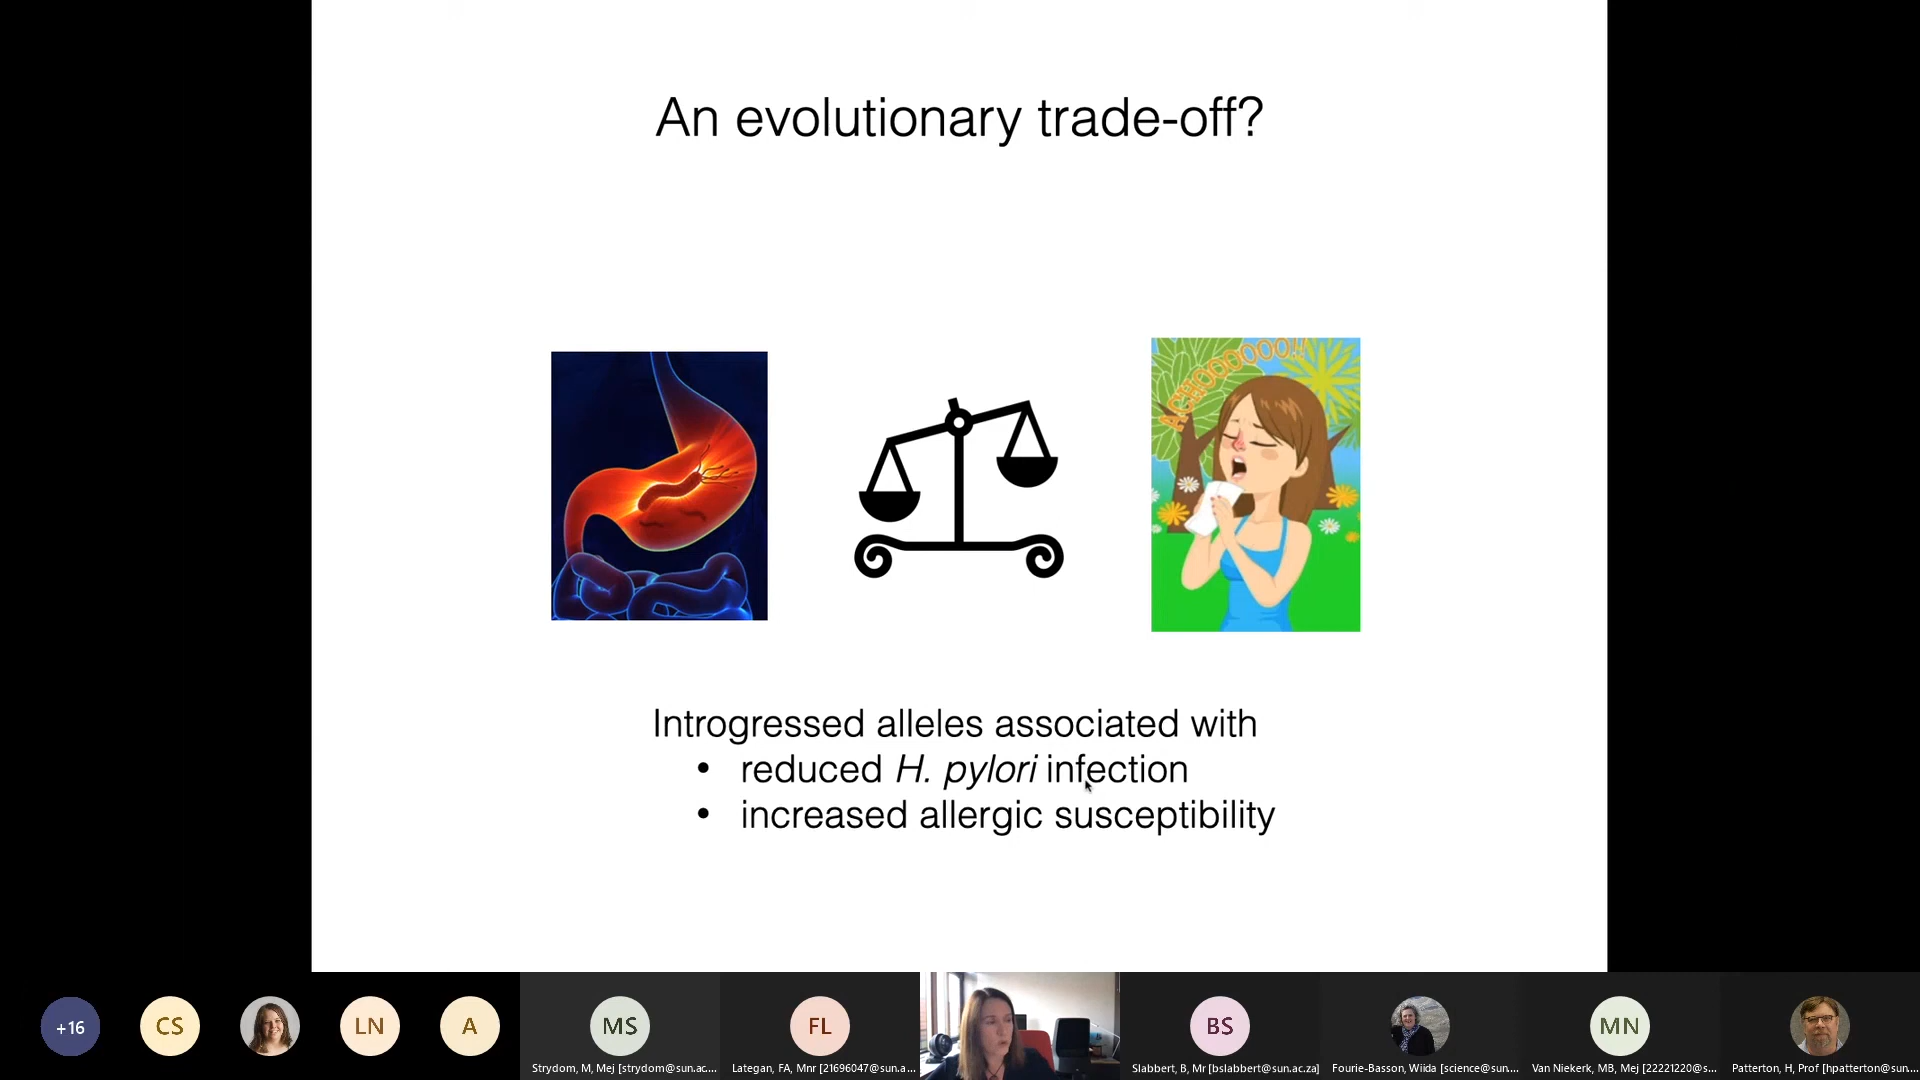 An evolutionary trade-off?
ACHOOOOOO!!
Introgressed alleles associated with
• reduced H. pylori infection
• increased allergic susceptibility
+16
CS
LN
A
MS
FL
BS
MN
Strydom, M, Mej [strydom@sun.ac....
Lategan, FA, Mnr [21696047@sun.a...
Slabbert, B, Mr [bslabbert@sun.ac.za]
Fourie-Basson, Wiida [science@sun....
Van Niekerk, MB, Mej [22221220@s...
Patterton, H, Prof [hpatterton@sun....